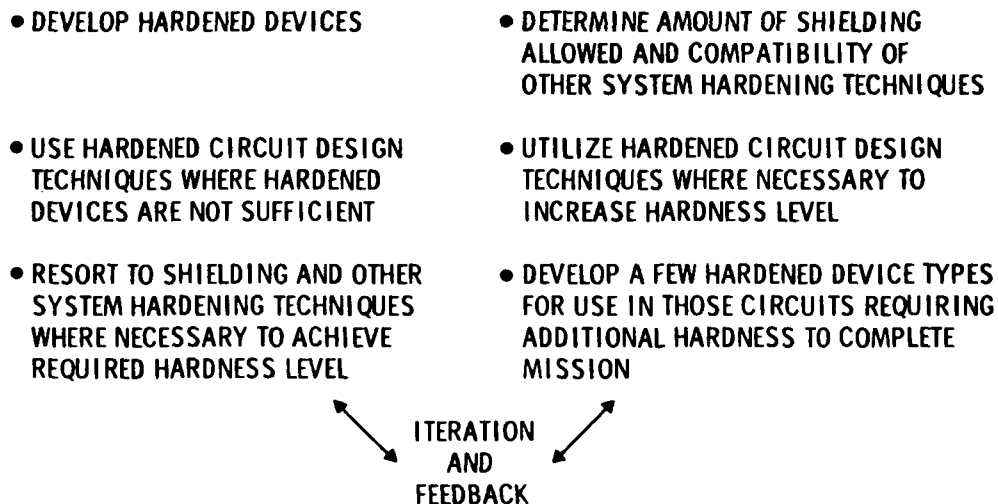 • DEVELOP HARDENED DEVICES
• USE HARDENED CIRCUIT DESIGN
TECHNIQUES WHERE HARDENED
DEVICES ARE NOT SUFFICIENT
• RESORT TO SHIELDING AND OTHER
SYSTEM HARDENING TECHNIQUES
WHERE NECESSARY TO ACHIEVE
REQUIRED HARDNESS LEVEL
• DETERMINE AMOUNT OF SHIELDING
ALLOWED AND COMPATIBILITY OF
OTHER SYSTEM HARDENING TECHNIQUES
• UTILIZE HARDENED CIRCUIT DESIGN
TECHNIQUES WHERE NECESSARY TO
INCREASE HARDNESS LEVEL
• DEVELOP A FEW HARDENED DEVICE TYPES
FOR USE IN THOSE CIRCUITS REQUIRING
ADDITIONAL HARDNESS TO COMPLETE
MISSION
ITERATION
AND
FEEDBACK